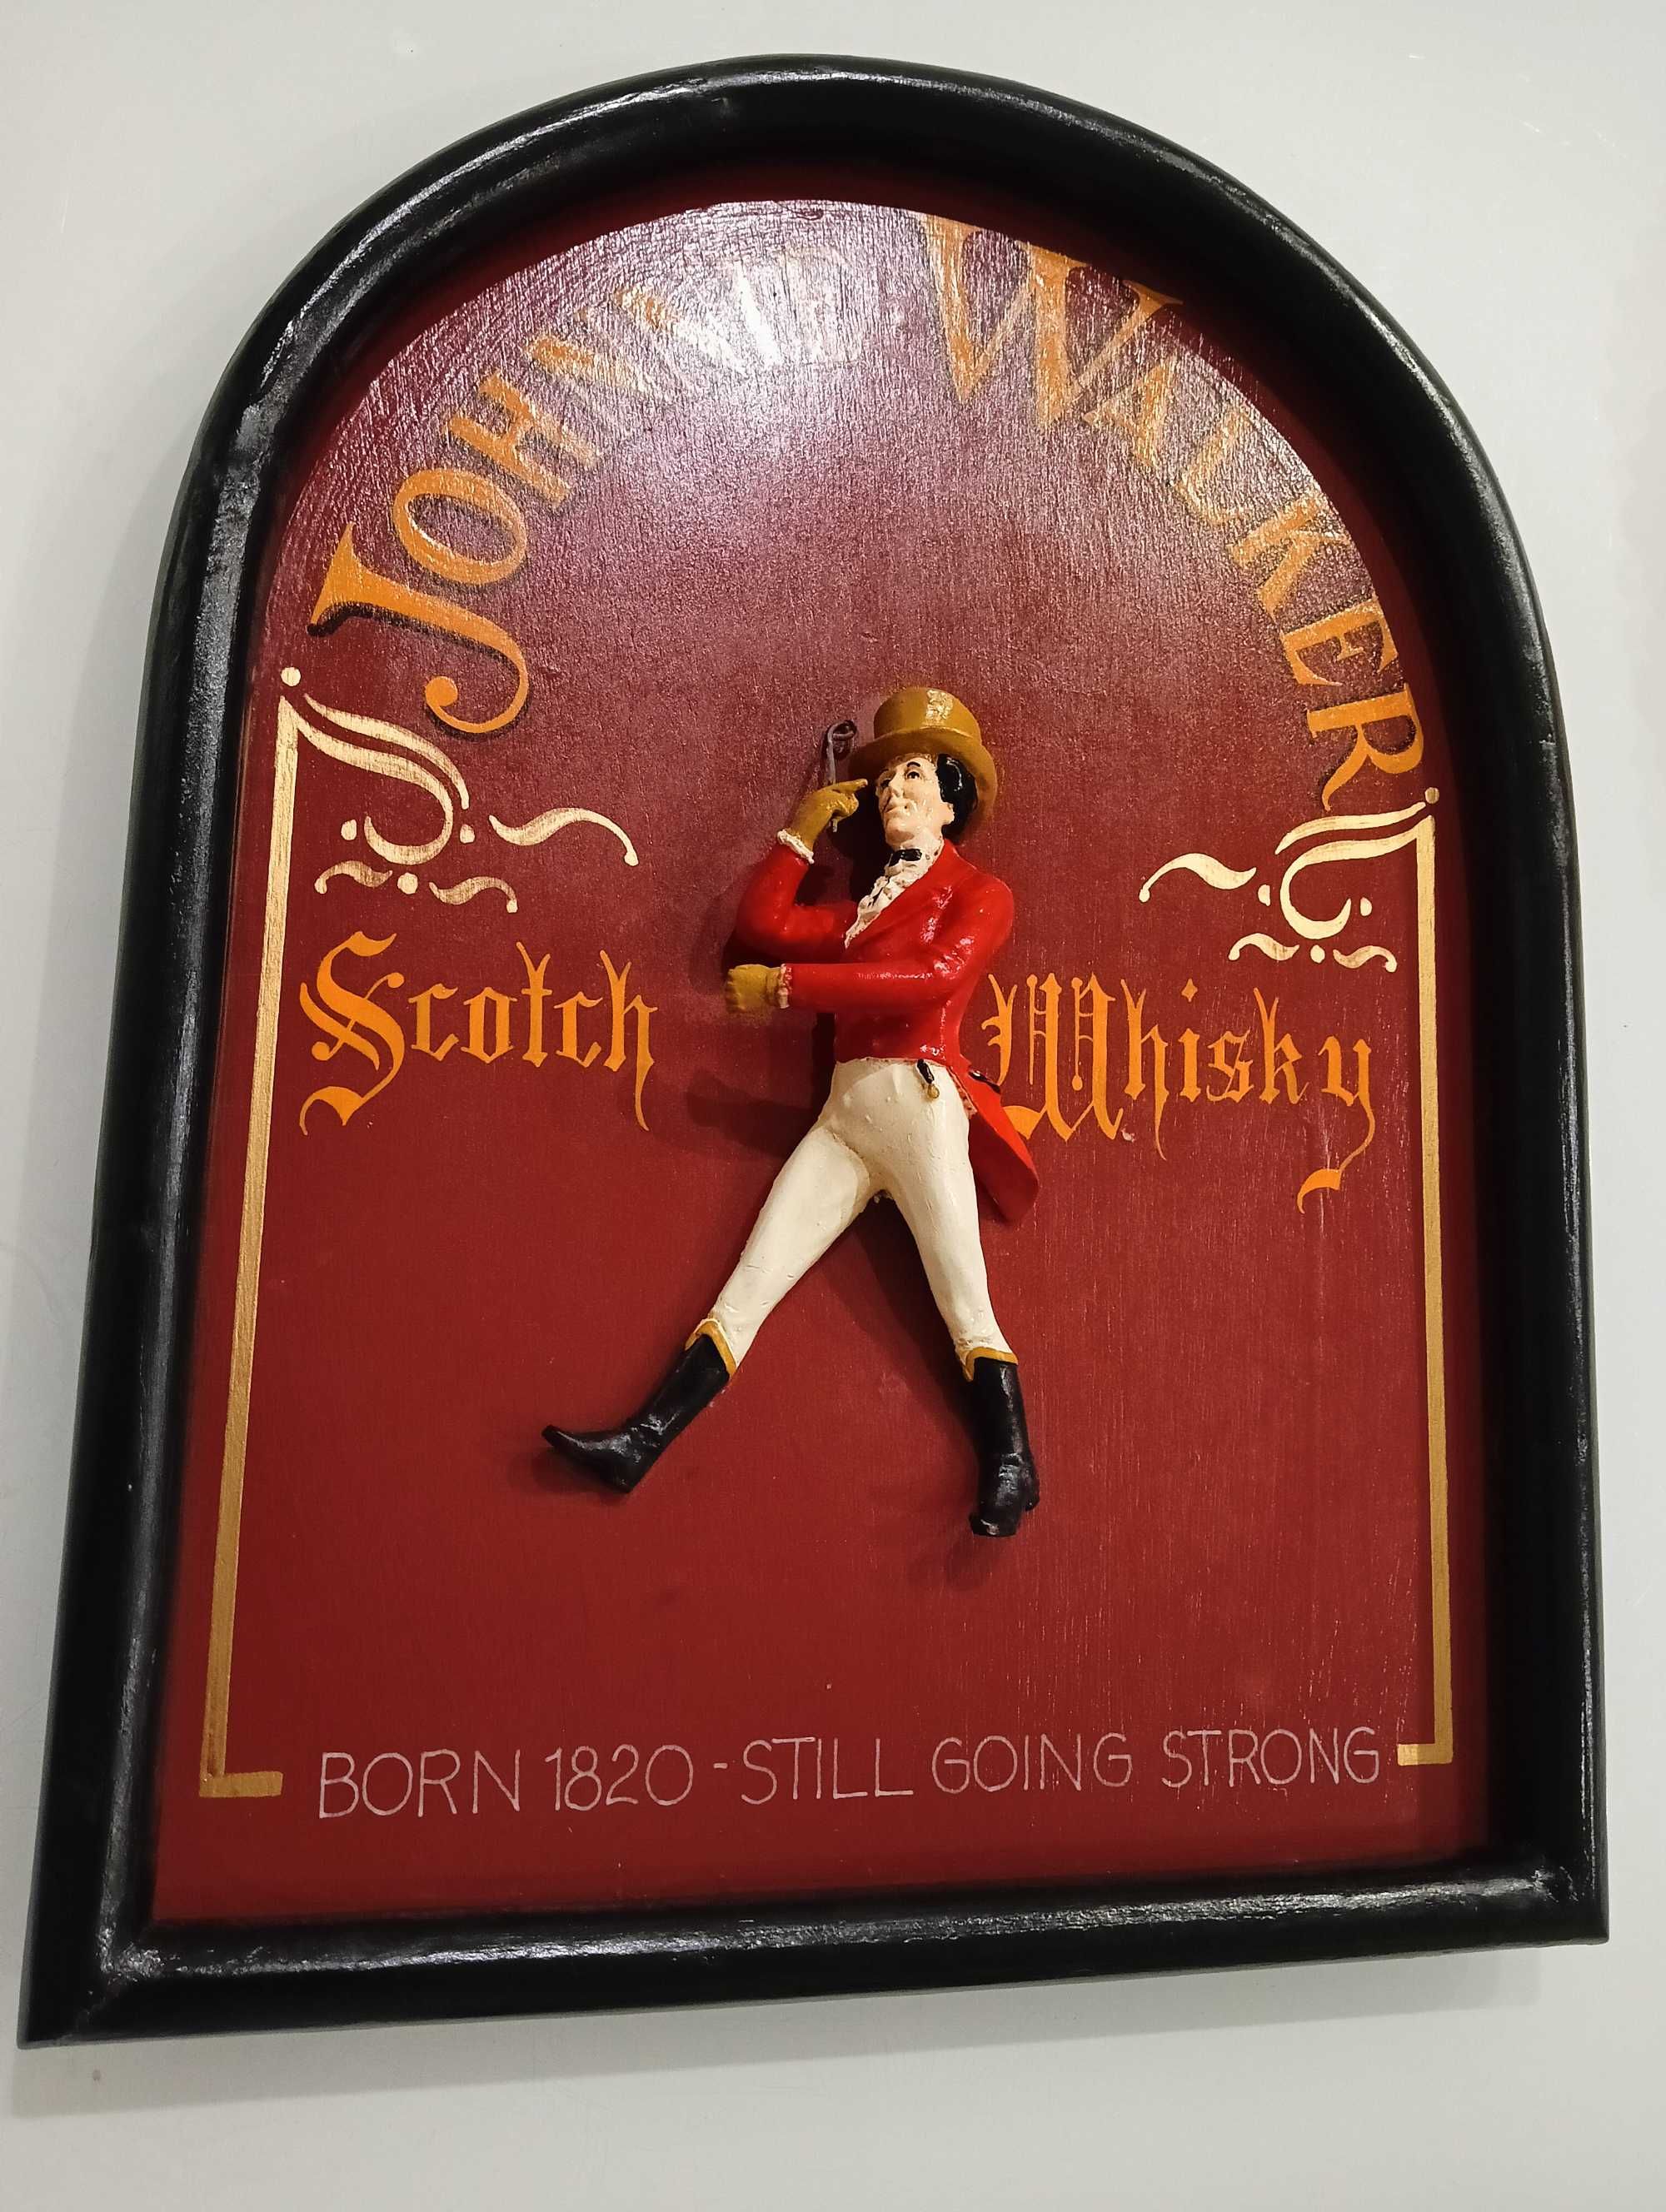 JOHNNIE WALKER
Scotch Whisky
BORN 1820 - STILL GOING STRONG